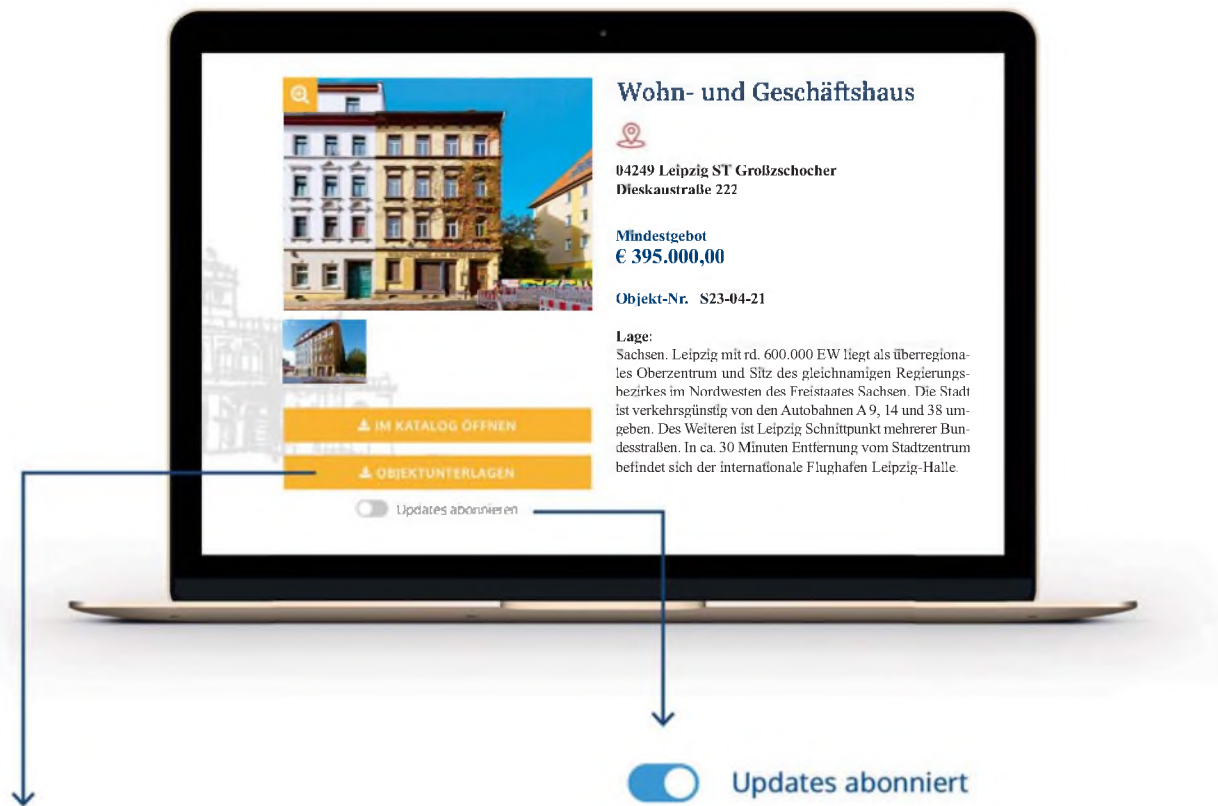 Wohn- und Geschäftshaus
04249 Leipzig ST Großzschocher
Dieskaustraße 222
Mindestgebot
€ 395.000,00
Objekt-Nr. S23-04-21
Lage:
Sachsen. Leipzig mit rd. 600.000 EW liegt als überregiona-
les Oberzentrum und Sitz des gleichnamigen Regierungs-
bezirkes im Nordwesten des Freistaates Sachsen. Die Stadt
ist verkehrsgünstig von den Autobahnen A 9, 14 und 38 um-
geben. Des Weiteren ist Leipzig Schnittpunkt mehrerer Bun-
desstraßen. In ca. 30 Minuten Entfernung vom Stadtzentrum
befindet sich der internationale Flughafen Leipzig-Halle.
IM KATALOG ÖFFNEN
OBJEKTUNTERLAGEN
Updates abonnieren
Updates abonniert